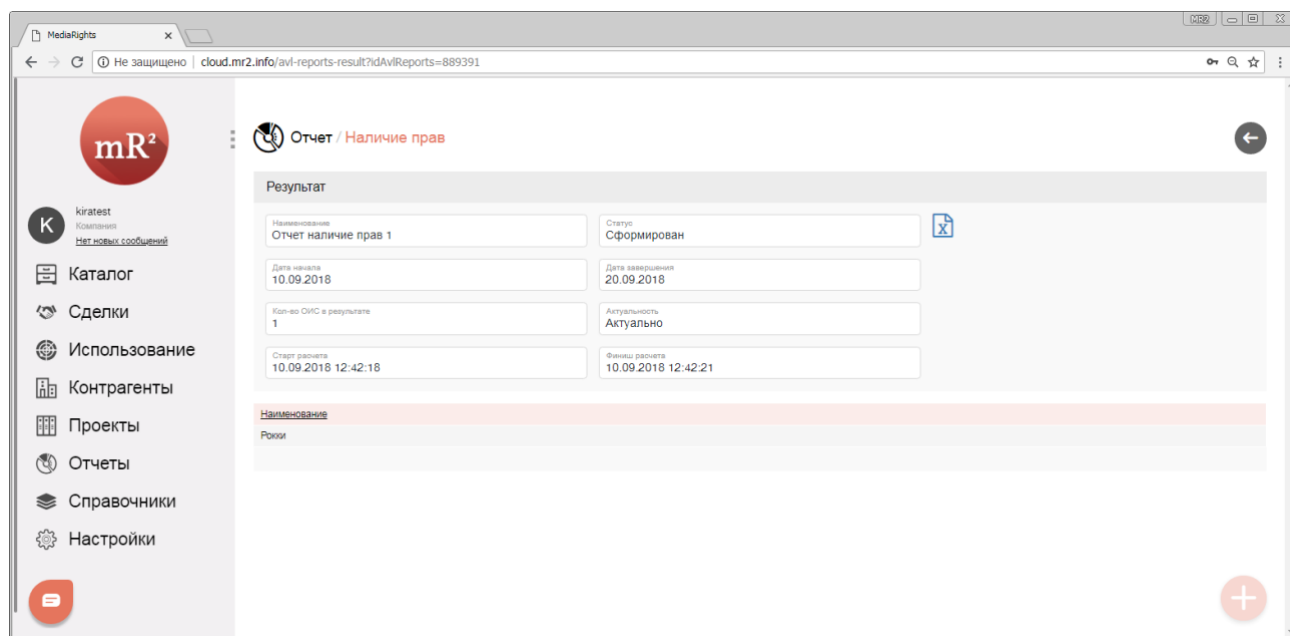 MR2
MediaRights
Не защищено | cloud.mr2.info/avl-reports-result?idAvlReports=889391
mR²
Отчет / Наличие прав
Результат
K
kiratest
Компания
Нет новых сообщений
Наименование
Отчет наличие прав 1
Статус
Сформирован
X
Каталог
Дата начала
10.09.2018
Дата завершения
20.09.2018
Сделки
Кол-во ОИС в результате
1
Актуальность
Актуально
Использование
Старт расчета
10.09.2018 12:42:18
Финиш расчета
10.09.2018 12:42:21
Контрагенты
Наименование
Проекты
Рокки
Отчеты
Справочники
Настройки